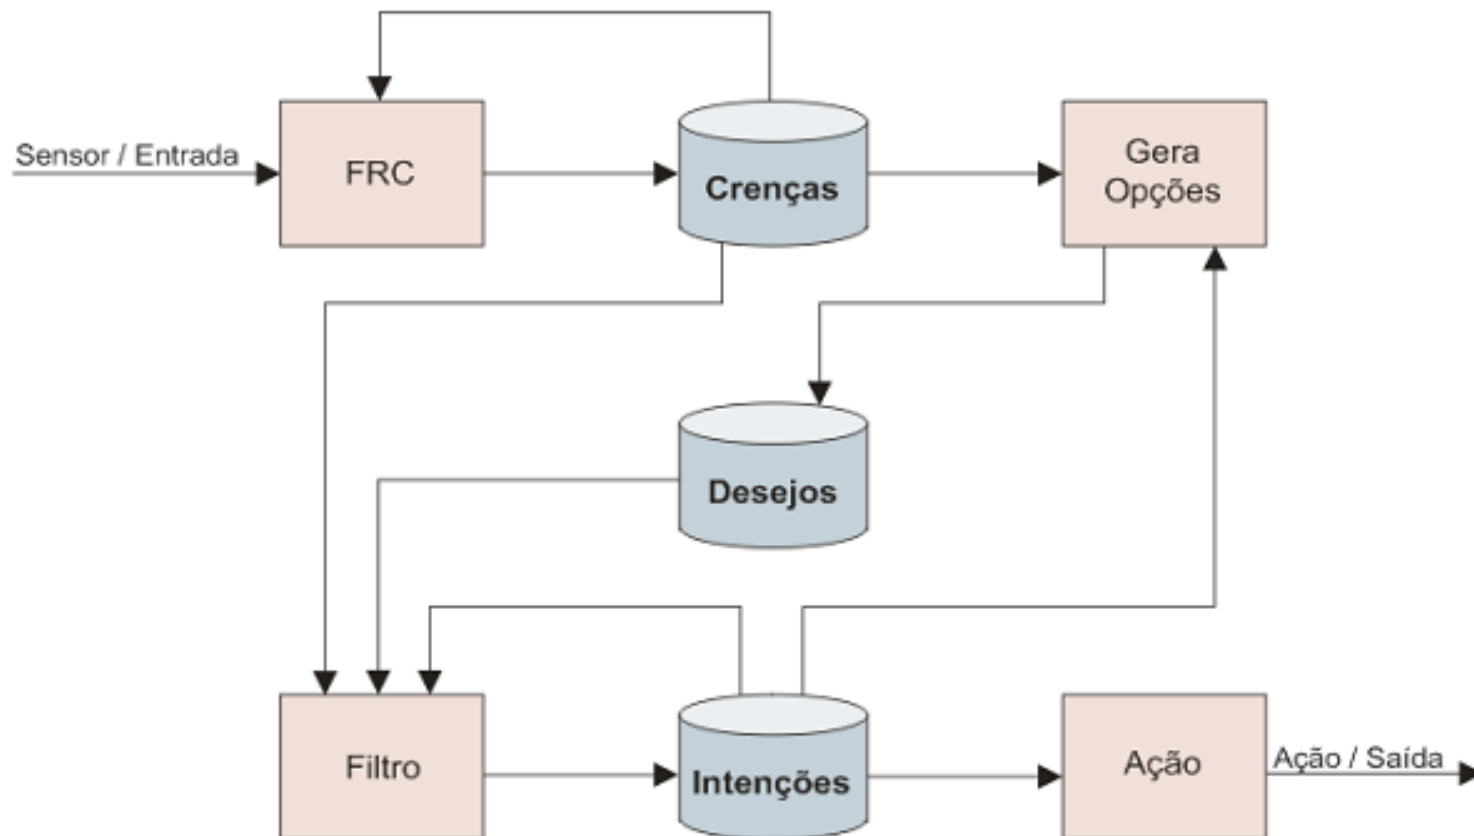 Sensor / Entrada
FRC
Crenças
Gera
Opções
Desejos
Filtro
Intenções
Ação
Ação / Saída